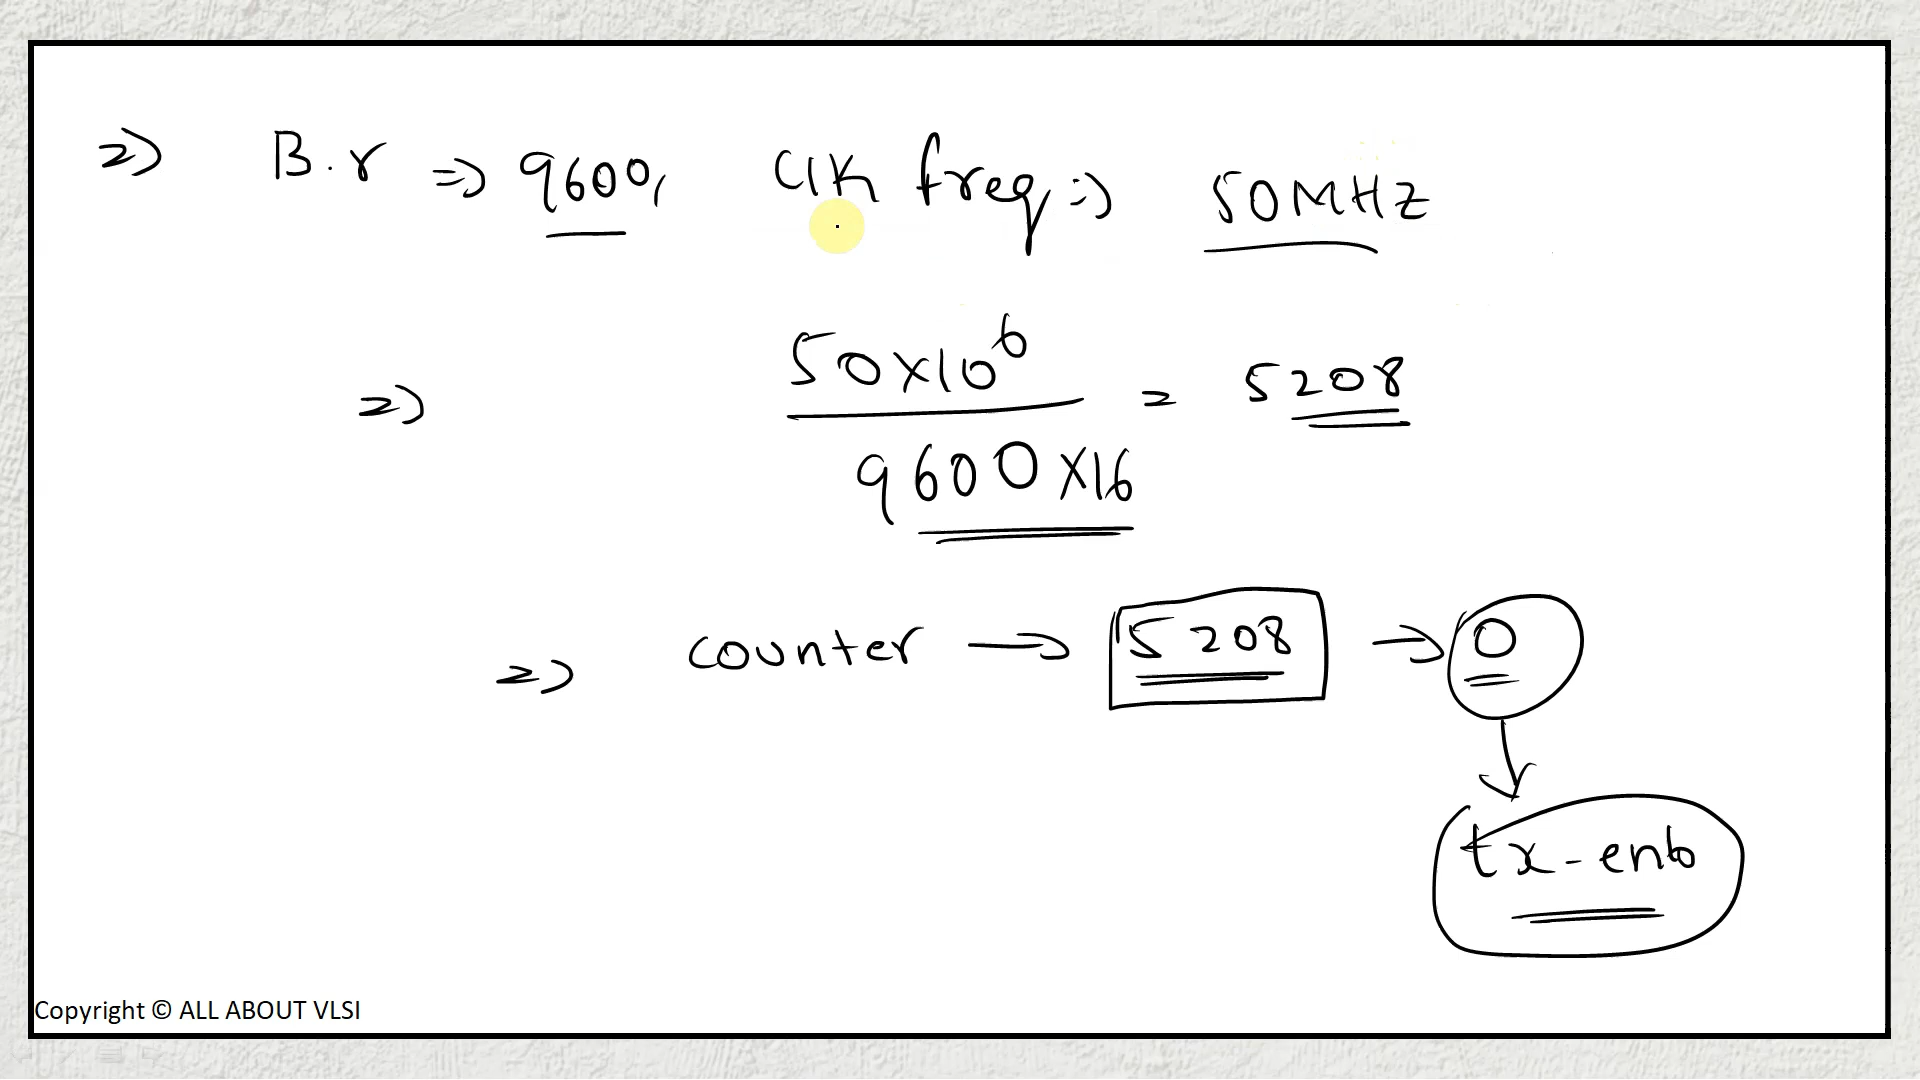 => B.r => 9600, Clk freq => 50MHZ
=> 50x10^6 / 9600x16 = 5208
=> counter → 5208 → 0
tx-enb
Copyright © ALL ABOUT VLSI